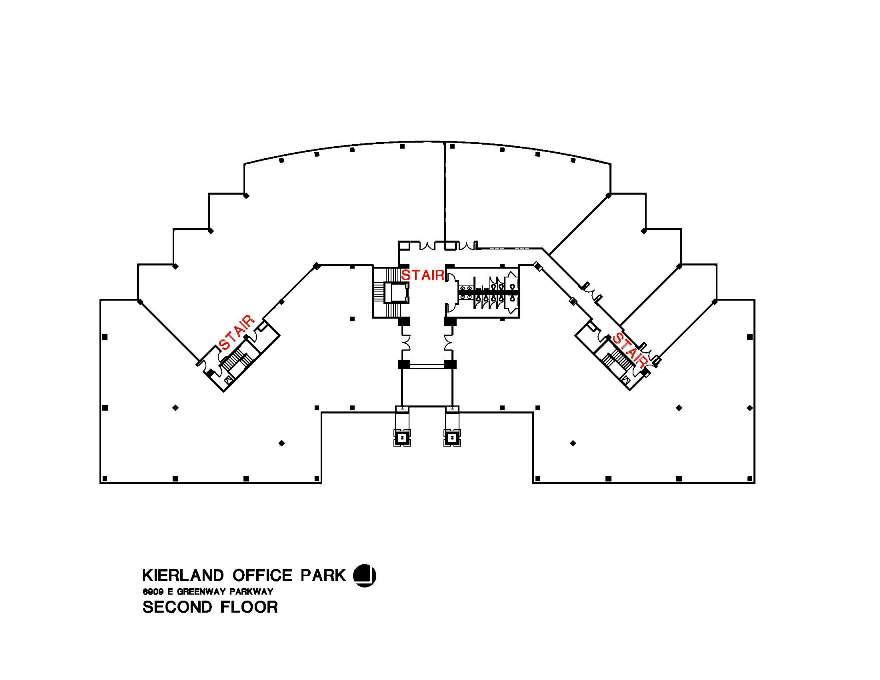 STAIR
STAIR
STAIR
KIERLAND OFFICE PARK
6909 E GREENWAY PARKWAY
SECOND FLOOR